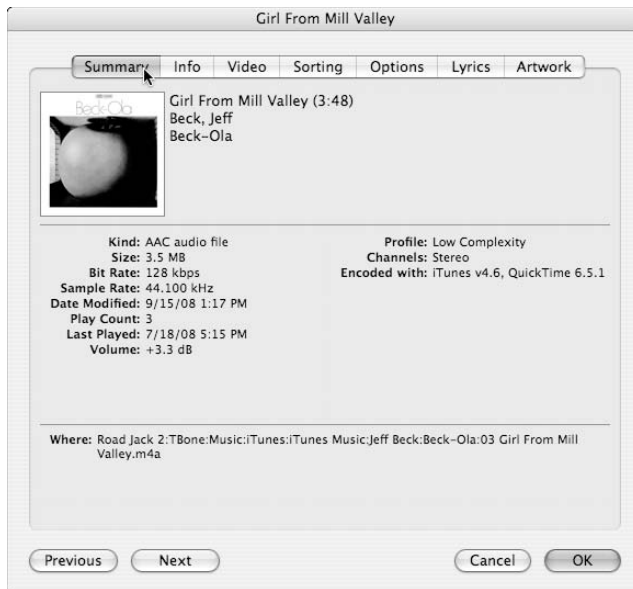 Girl From Mill Valley
Summary Info Video Sorting Options Lyrics Artwork
Beck-Ola
Girl From Mill Valley (3:48)
Beck, Jeff
Beck-Ola
Kind: AAC audio file
Size: 3.5 MB
Bit Rate: 128 kbps
Sample Rate: 44.100 kHz
Date Modified: 9/15/08 1:17 PM
Play Count: 3
Last Played: 7/18/08 5:15 PM
Volume: +3.3 dB
Profile: Low Complexity
Channels: Stereo
Encoded with: iTunes v4.6, QuickTime 6.5.1
Where: Road Jack 2:TBone:Music:iTunes:iTunes Music:Jeff Beck:Beck-Ola:03 Girl From Mill
Valley.m4a
Previous Next Cancel OK